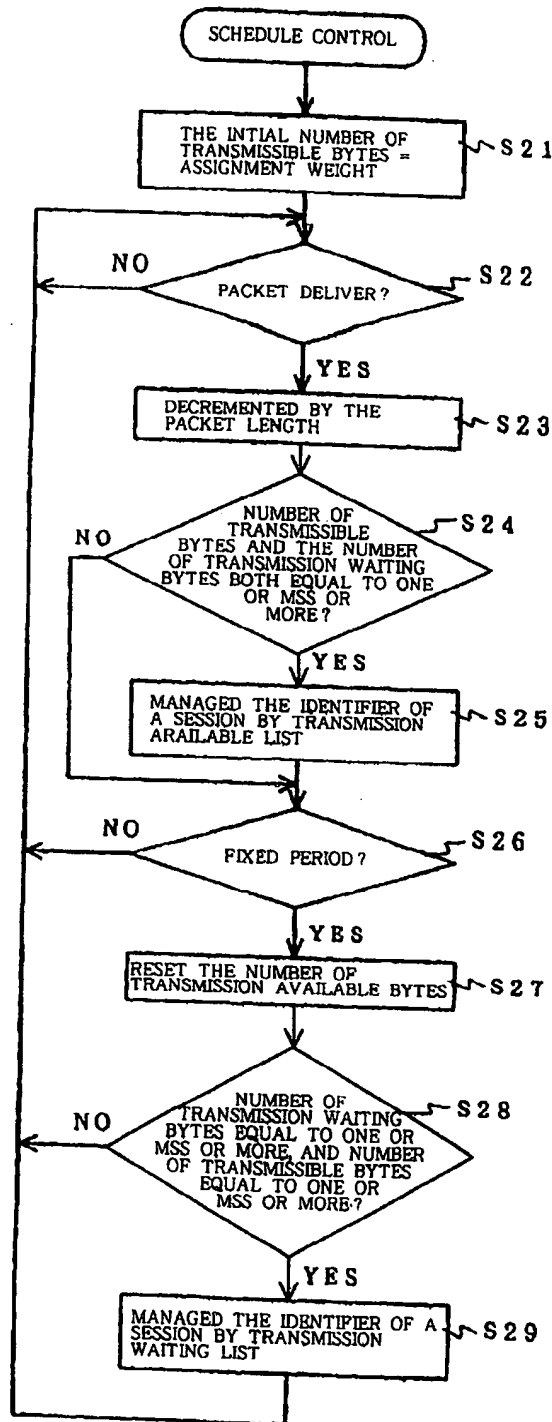 SCHEDULE CONTROL
THE INTIAL NUMBER OF
TRANSMISSIBLE BYTES =
ASSIGNMENT WEIGHT
S21
NO
PACKET DELIVER?
S22
YES
DECREMENTED BY THE
PACKET LENGTH
S23
NO
NUMBER OF
TRANSMISSIBLE
BYTES AND THE NUMBER
OF TRANSMISSION WAITING
BYTES BOTH EQUAL TO ONE
OR MSS OR
MORE?
S24
YES
MANAGED THE IDENTIFIER OF
A SESSION BY TRANSMISSION
ARAILABLE LIST
S25
NO
FIXED PERIOD?
S26
YES
RESET THE NUMBER OF
TRANSMISSION AVAILABLE BYTES
S27
NO
NUMBER OF
TRANSMISSION WAITING
BYTES EQUAL TO ONE OR
MSS OR MORE, AND NUMBER
OF TRANSMISSIBLE BYTES
EQUAL TO ONE OR
MSS OR MORE?
S28
YES
MANAGED THE IDENTIFIER OF A
SESSION BY TRANSMISSION
WAITING LIST
S29